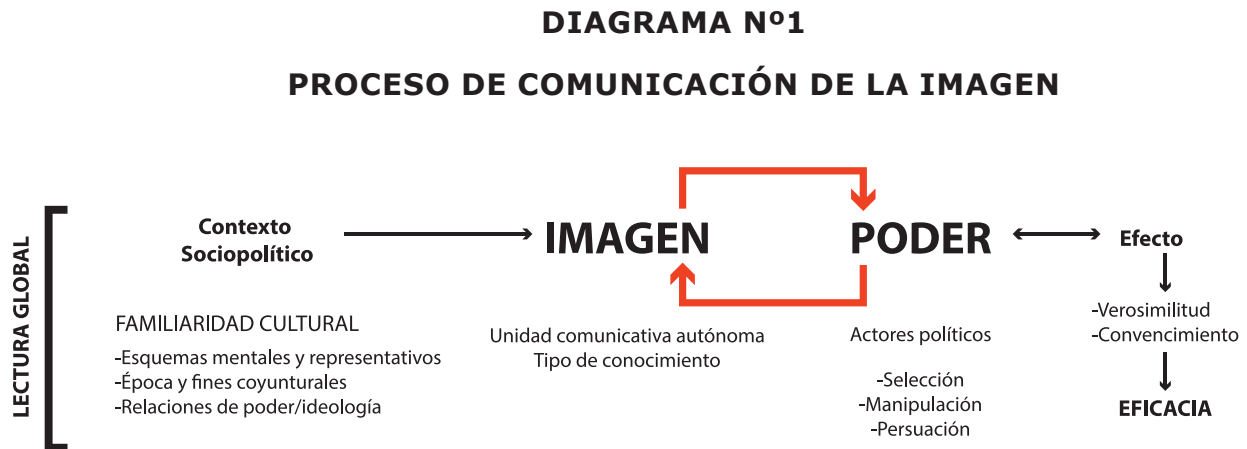 DIAGRAMA Nº1
PROCESO DE COMUNICACIÓN DE LA IMAGEN
LECTURA GLOBAL
Contexto
Sociopolítico
FAMILIARIDAD CULTURAL
-Esquemas mentales y representativos
-Época y fines coyunturales
-Relaciones de poder/ideología
IMAGEN
Unidad comunicativa autónoma
Tipo de conocimiento
PODER
Actores políticos
-Selección
-Manipulación
-Persuación
Efecto
-Verosimilitud
-Convencimiento
EFICACIA